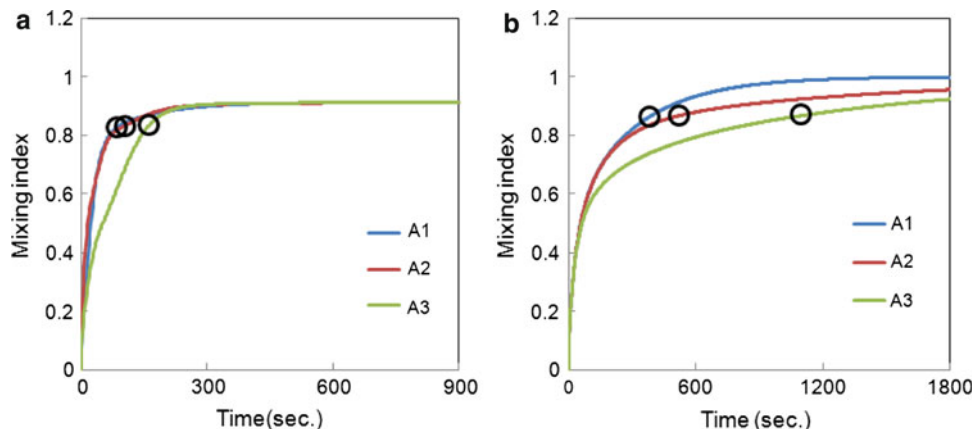 a
1.2
1
0.8
0.6
0.4
0.2
0
Mixing index
A1
A2
A3
0 300 600 900
Time(sec.)
b
1.2
1
0.8
0.6
0.4
0.2
0
Mixing index
A1
A2
A3
0 600 1200 1800
Time (sec.)